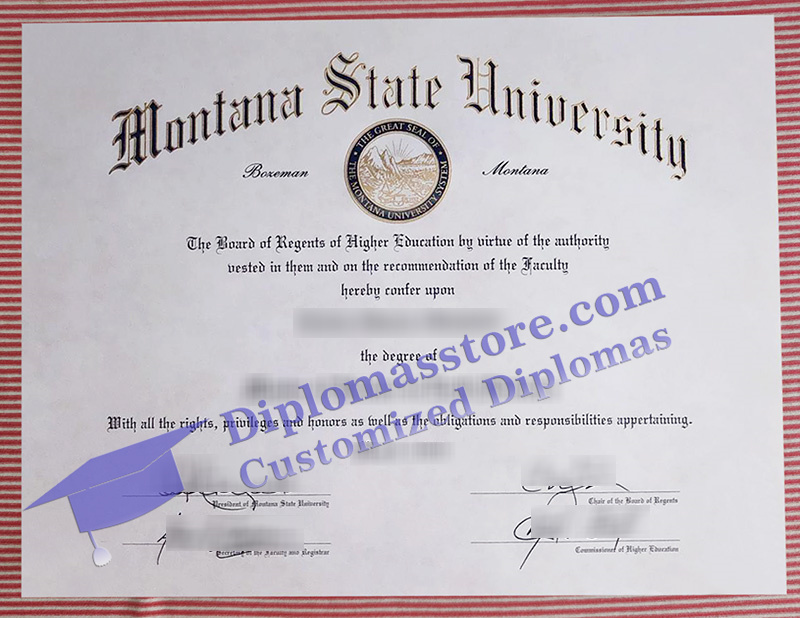 Montana State University
THE GREAT SEAL OF
THE MONTANA UNIVERSITY SYSTEM
Bozeman Montana
The Board of Regents of Higher Education by virtue of the authority
vested in them and on the recommendation of the Faculty
hereby confer upon
the degree of
With all the rights, privileges and honors as well as the obligations and responsibilities appertaining.
Diplomasstore.com
Customized Diplomas
President of Montana State University
Chair of the Board of Regents
Secretary of the Faculty and Registrar
Commissioner of Higher Education